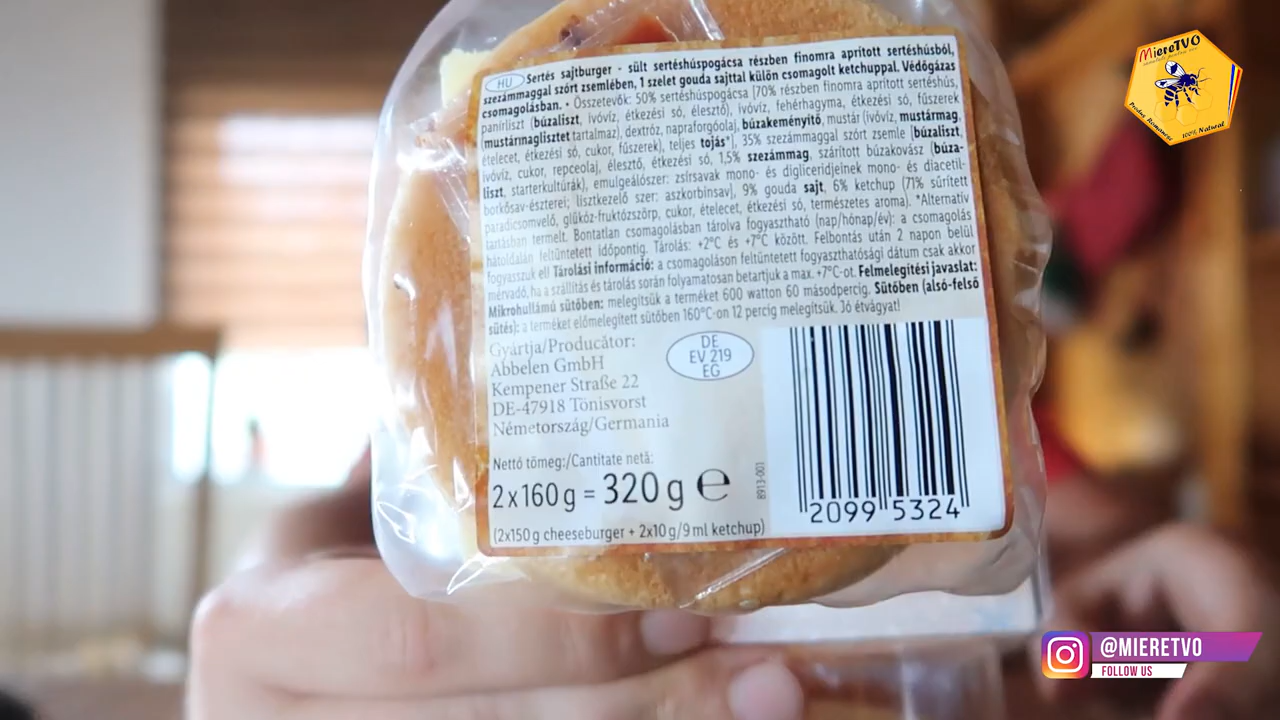 HU Sertés sajtburger - sült sertéshúspogácsa részben finomra aprított sertéshúsból,
szezámmaggal szórt zsemlében, 1 szelet gouda sajttal külön csomagolt ketchuppal. Védőgázas
csomagolásban. • Összetevők: 50% sertéshúspogácsa [70% részben finomra aprított sertéshús,
panírliszt (búzaliszt, ivóvíz, étkezési só, élesztő), ivóvíz, fehérhagyma, étkezési só, fűszerek
(mustármaglisztet tartalmaz), dextróz, napraforgóolaj, búzakeményítő, mustár (ivóvíz, mustármag,
ételecet, étkezési só, cukor, fűszerek), teljes tojás*], 35% szezámmaggal szórt zsemle [búzaliszt,
ivóvíz, cukor, repceolaj, élesztő, étkezési só, 1,5% szezámmag, szárított búzakovász (búza-
liszt, starterkultúrák), emulgeálószer: zsírsavak mono- és digliceridjeinek mono- és diacetil-
borkősav-észterei; lisztkezelő szer: aszkorbinsav], 9% gouda sajt, 6% ketchup (71% sűrített
paradicsomvelő, glükóz-fruktózszörp, cukor, ételecet, étkezési só, természetes aroma). *Alternatív
tartásban termelt. Bontatlan csomagolásban tárolva fogyasztható (nap/hónap/év): a csomagolás
hátoldalán feltüntetett időpontig. Tárolás: +2°C és +7°C között. Felbontás után 2 napon belül
fogyasszuk el! Tárolási információ: a csomagoláson feltüntetett fogyaszthatósági dátum csak akkor
mérvadó, ha a szállítás és tárolás során folyamatosan betartjuk a max. +7°C-ot. Felmelegítési javaslat:
Mikrohullámú sütőben: melegítsük a terméket 600 watton 60 másodpercig. Sütőben (alsó-felső
sütés): a terméket előmelegített sütőben 160°C-on 12 percig melegítsük. Jó étvágyat!
Gyártja/Producător:
Abbelen GmbH
Kempener Straße 22
DE-47918 Tönisvorst
Németország/Germania
DE
EV 219
EG
Nettó tömeg:/Cantitate netă:
2 x 160 g = 320 g e
(2x150 g cheeseburger + 2x10 g/9 ml ketchup)
8913-001
2099 5324
MiereTVO
Produs Romanesc
100% Natural
@MIERETVO
FOLLOW US